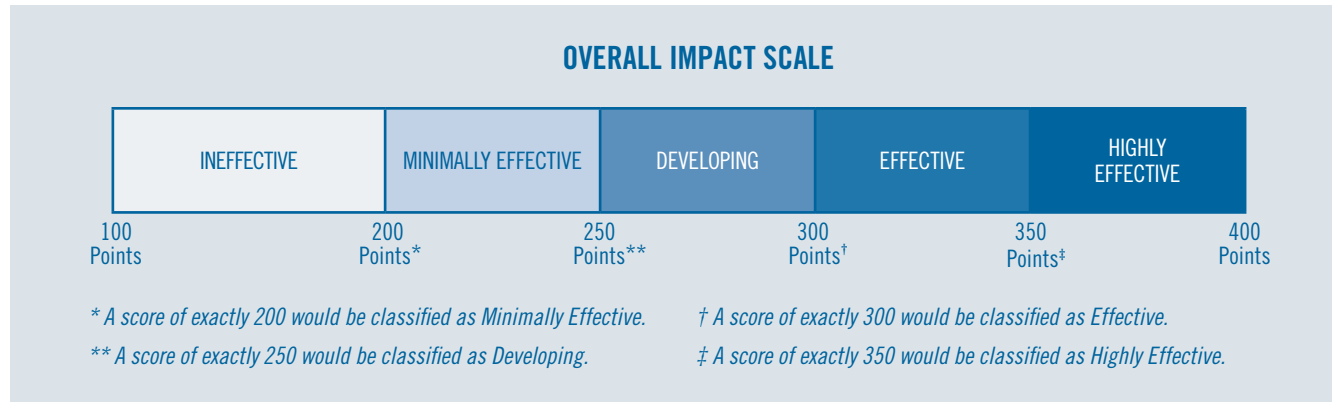 OVERALL IMPACT SCALE
INEFFECTIVE
MINIMALLY EFFECTIVE
DEVELOPING
EFFECTIVE
HIGHLY
EFFECTIVE
100
Points
200
Points*
250
Points**
300
Points†
350
Points‡
400
Points
* A score of exactly 200 would be classified as Minimally Effective.
** A score of exactly 250 would be classified as Developing.
† A score of exactly 300 would be classified as Effective.
‡ A score of exactly 350 would be classified as Highly Effective.